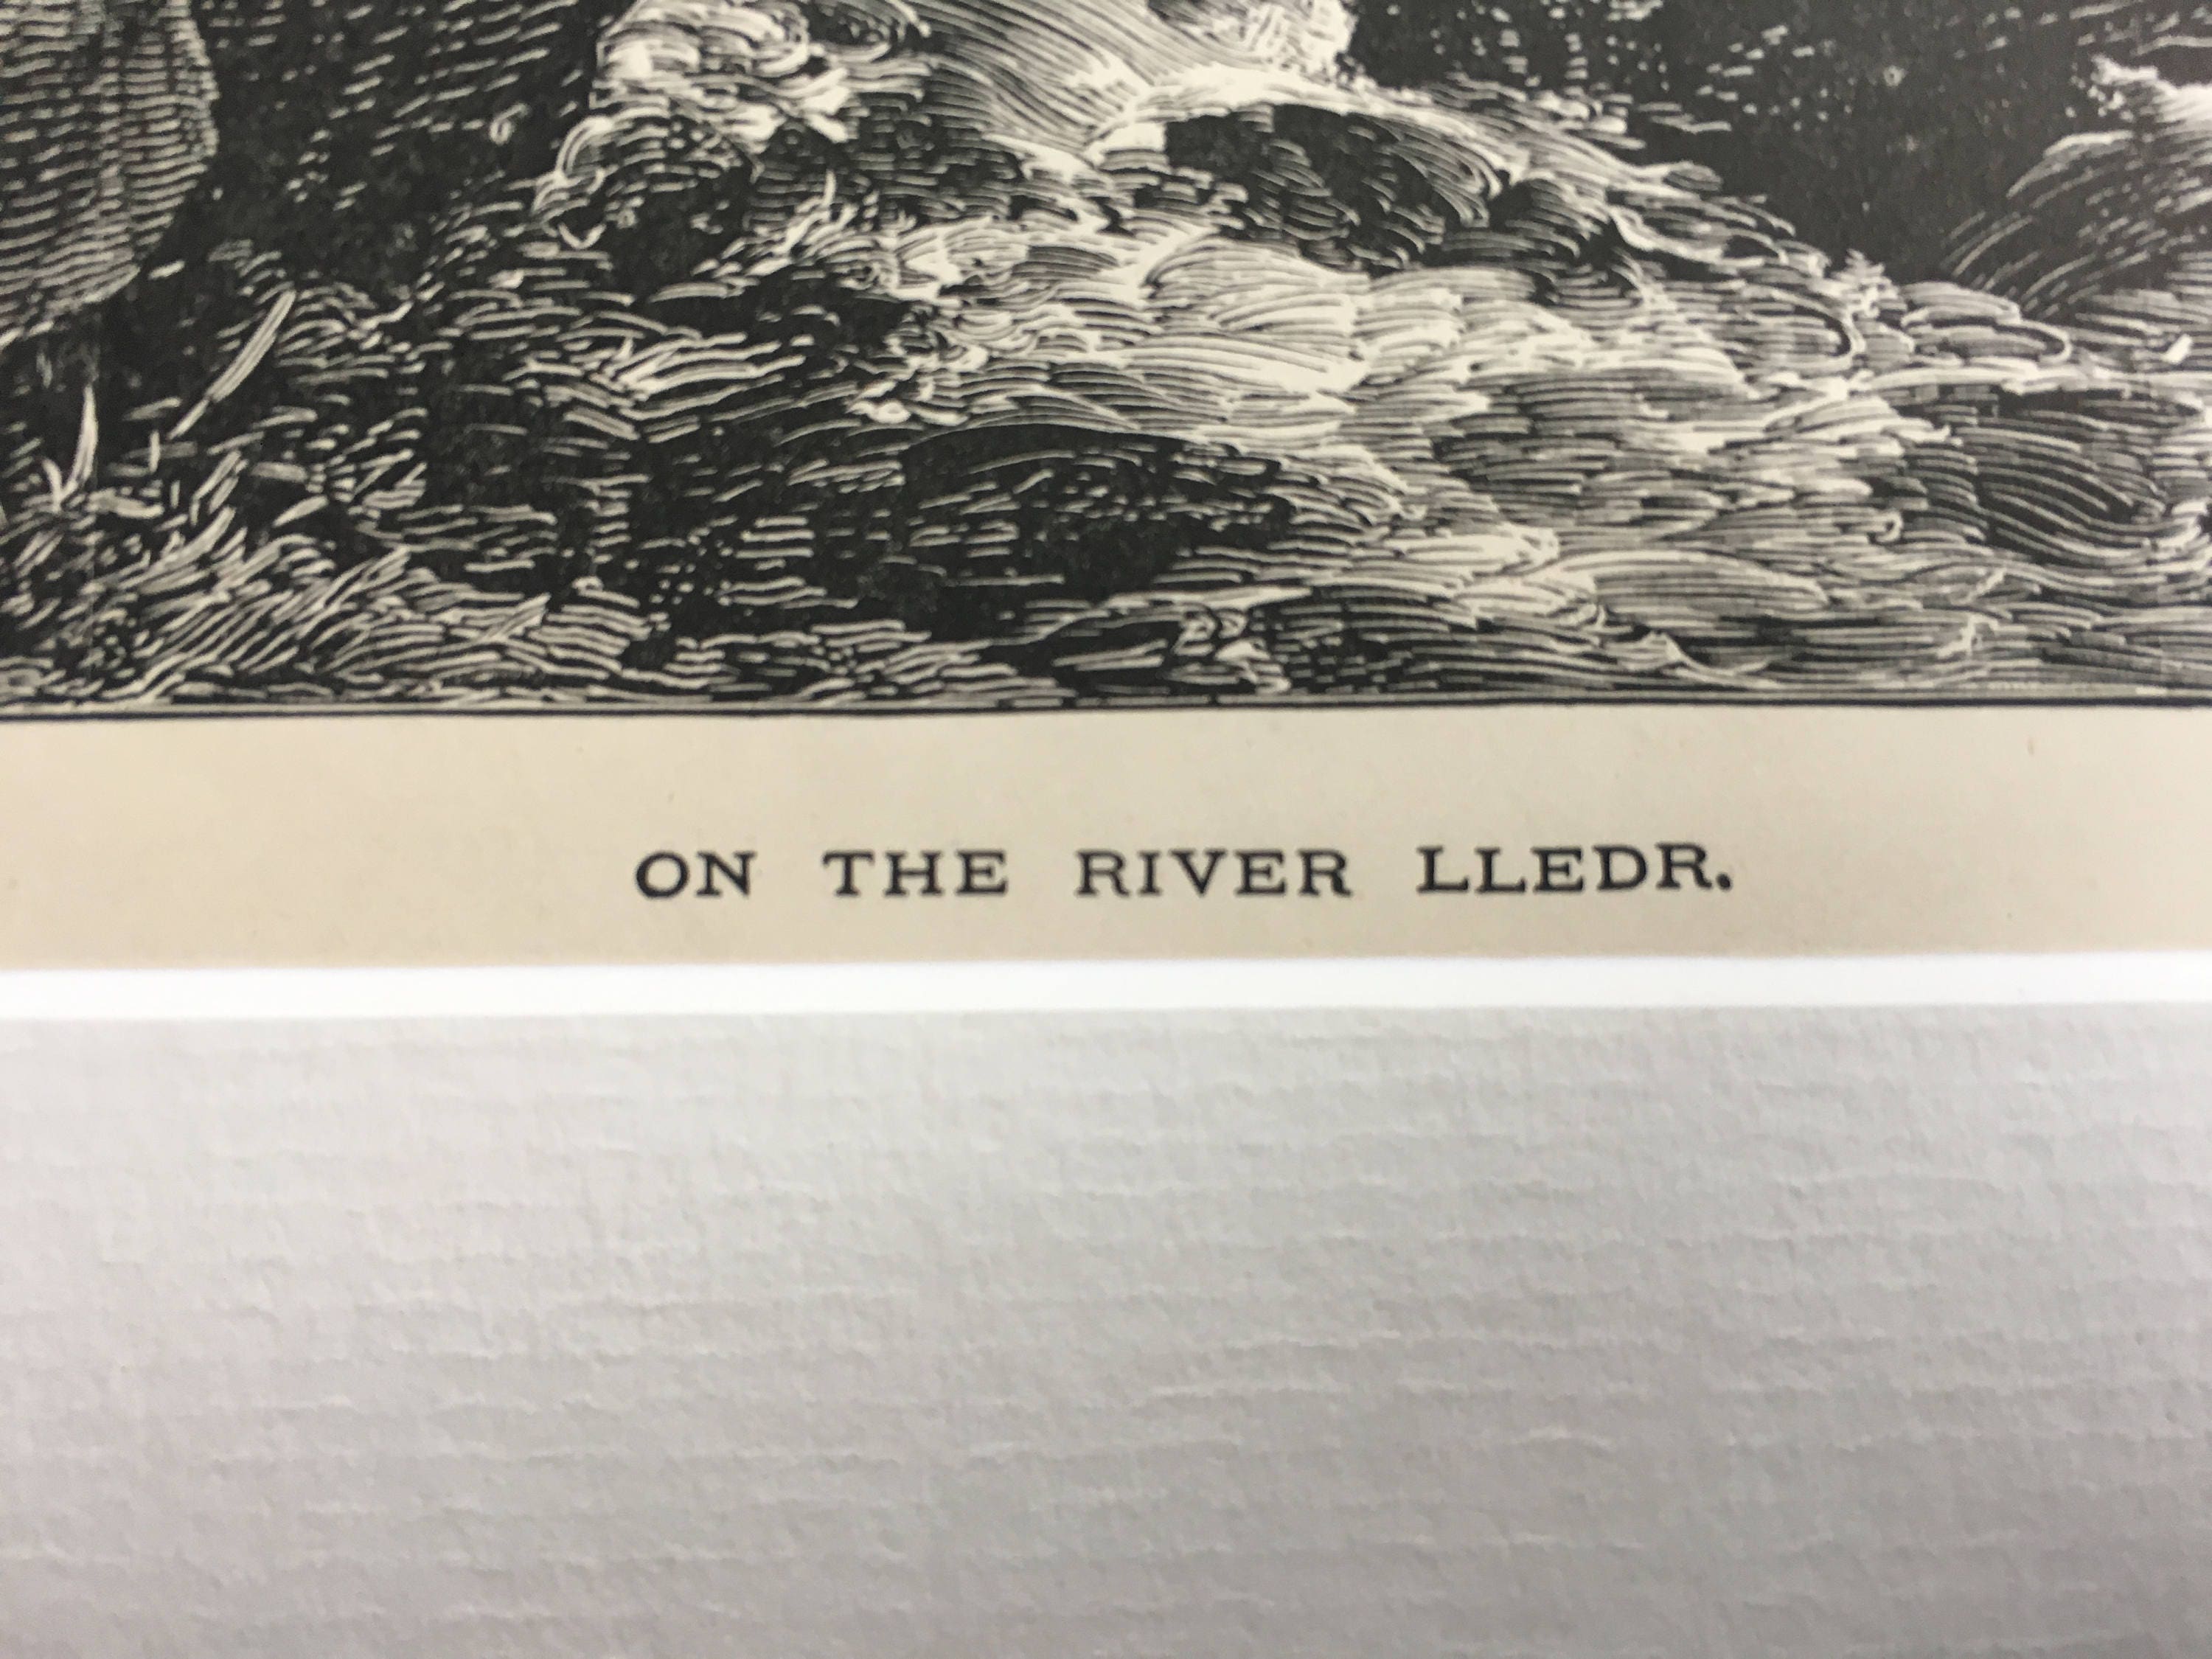 ON THE RIVER LLEDR.